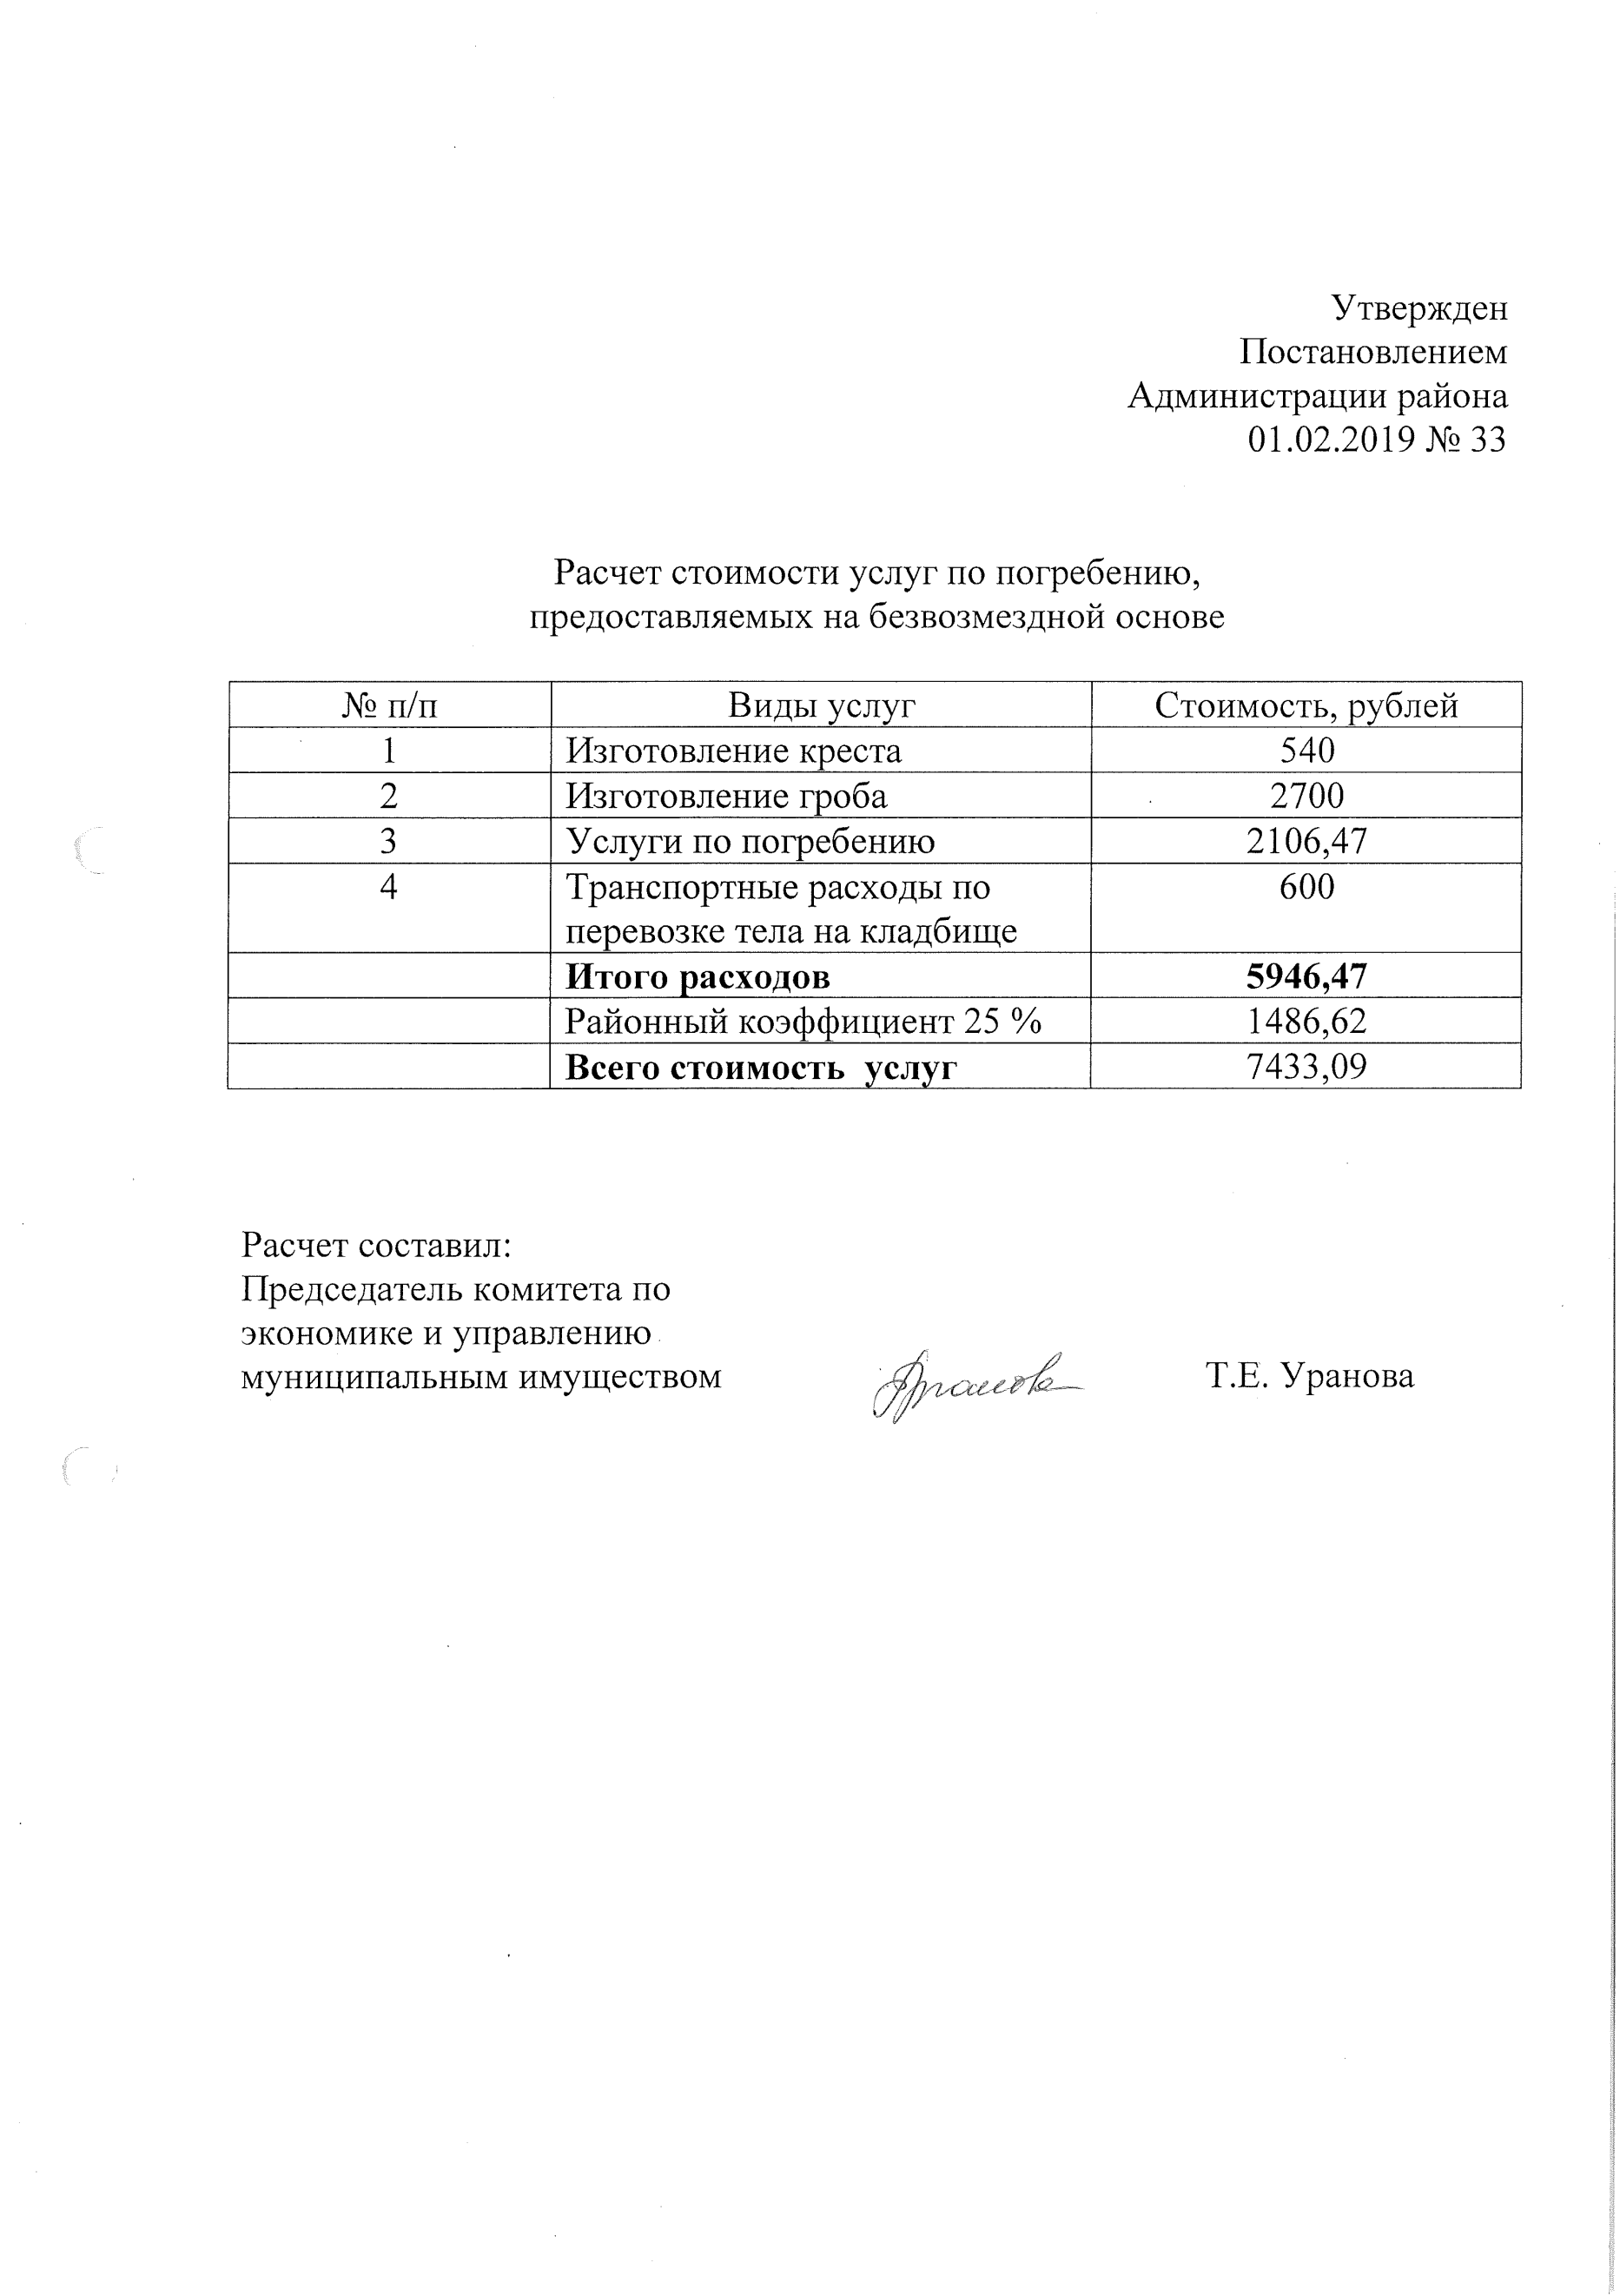 Утвержден
Постановлением
Администрации района
01.02.2019 № 33
Расчет стоимости услуг по погребению,
предоставляемых на безвозмездной основе
№ п/п Виды услуг Стоимость, рублей
1 Изготовление креста 540
2 Изготовление гроба 2700
3 Услуги по погребению 2106,47
4 Транспортные расходы по 600
перевозке тела на кладбище
Итого расходов 5946,47
Районный коэффициент 25 % 1486,62
Всего стоимость услуг 7433,09
Расчет составил:
Председатель комитета по
экономике и управлению
муниципальным имуществом Т.Е. Уранова